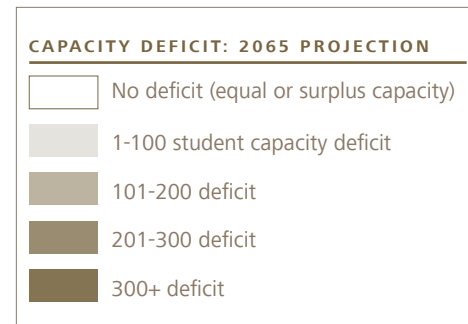 CAPACITY DEFICIT: 2065 PROJECTION
No deficit (equal or surplus capacity)
1-100 student capacity deficit
101-200 deficit
201-300 deficit
300+ deficit